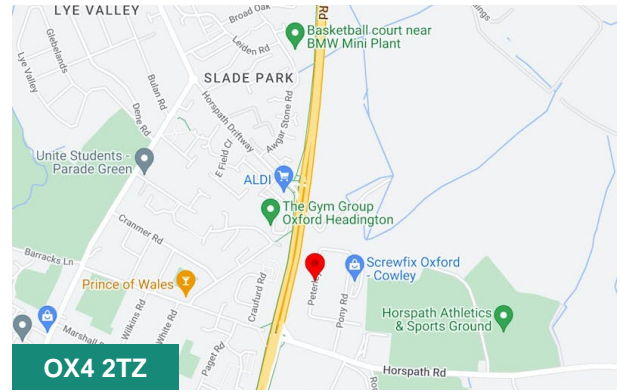 LYE VALLEY
Broad Oak
Rd
Basketball court near
BMW Mini Plant
Leiden Rd
Glebelands
Lye
Valley
Bulan Rd
SLADE PARK
Dene Rd
Horspath Driftway
Awgar Stone Rd
E Field Cl
Unite Students -
Parade Green
ALDI
The Gym Group
Oxford Headington
Cranmer Rd
Barracks Ln
Prince of Wales
Craufurd Rd
Screwfix Oxford
- Cowley
Pony Rd
Horspath Athletics
& Sports Ground
Wilkins Rd
White Rd
Marshall
Paget Rd
Horspath Rd
OX4 2TZ